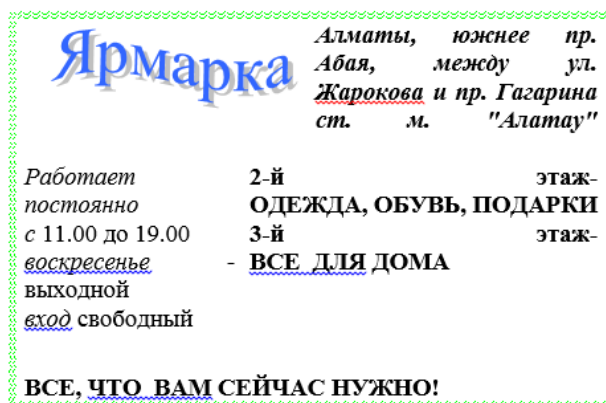 Ярмарка
Алматы, южнее пр.
Абая, между ул.
Жарокова и пр. Гагарина
ст. м. "Алатау"
Работает
постоянно
с 11.00 до 19.00
воскресенье -
выходной
вход свободный
2-й этаж-
ОДЕЖДА, ОБУВЬ, ПОДАРКИ
3-й этаж-
ВСЕ ДЛЯ ДОМА
ВСЕ, ЧТО ВАМ СЕЙЧАС НУЖНО!